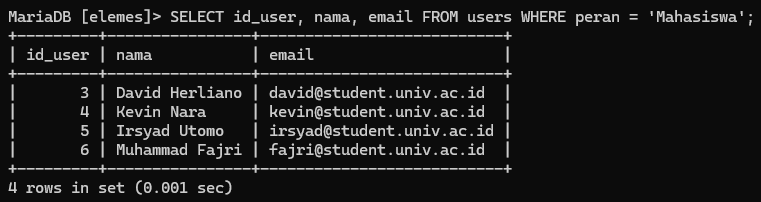 MariaDB [elemes]> SELECT id_user, nama, email FROM users WHERE peran = 'Mahasiswa';
+---------+----------------+--------------------------+
| id_user | nama           | email                    |
+---------+----------------+--------------------------+
|       3 | David Herliano | david@student.univ.ac.id  |
|       4 | Kevin Nara     | kevin@student.univ.ac.id  |
|       5 | Irsyad Utomo   | irsyad@student.univ.ac.id |
|       6 | Muhammad Fajri | fajri@student.univ.ac.id  |
+---------+----------------+--------------------------+
4 rows in set (0.001 sec)